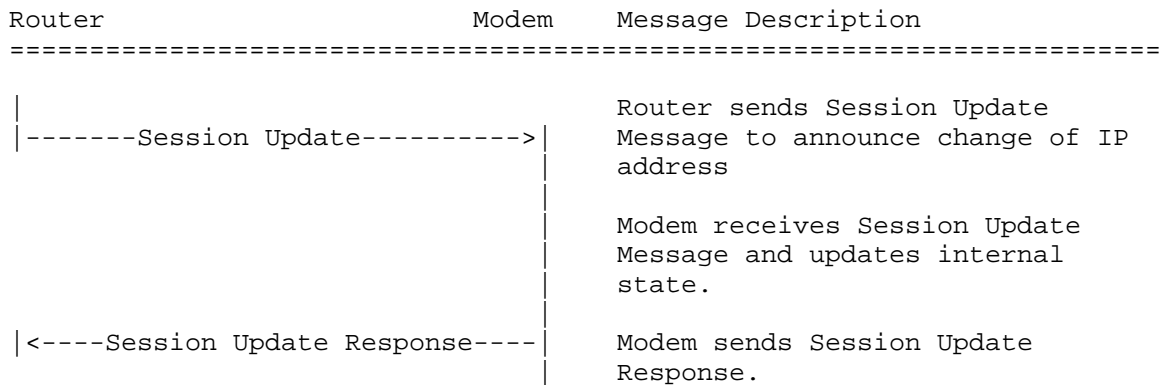 Router                       Modem    Message Description
========================================================================

|                                     Router sends Session Update
|-------Session Update---------->|    Message to announce change of IP
                                 |    address
                                 |
                                 |    Modem receives Session Update
                                 |    Message and updates internal
                                 |    state.
                                 |
|<----Session Update Response----|    Modem sends Session Update
                                 |    Response.